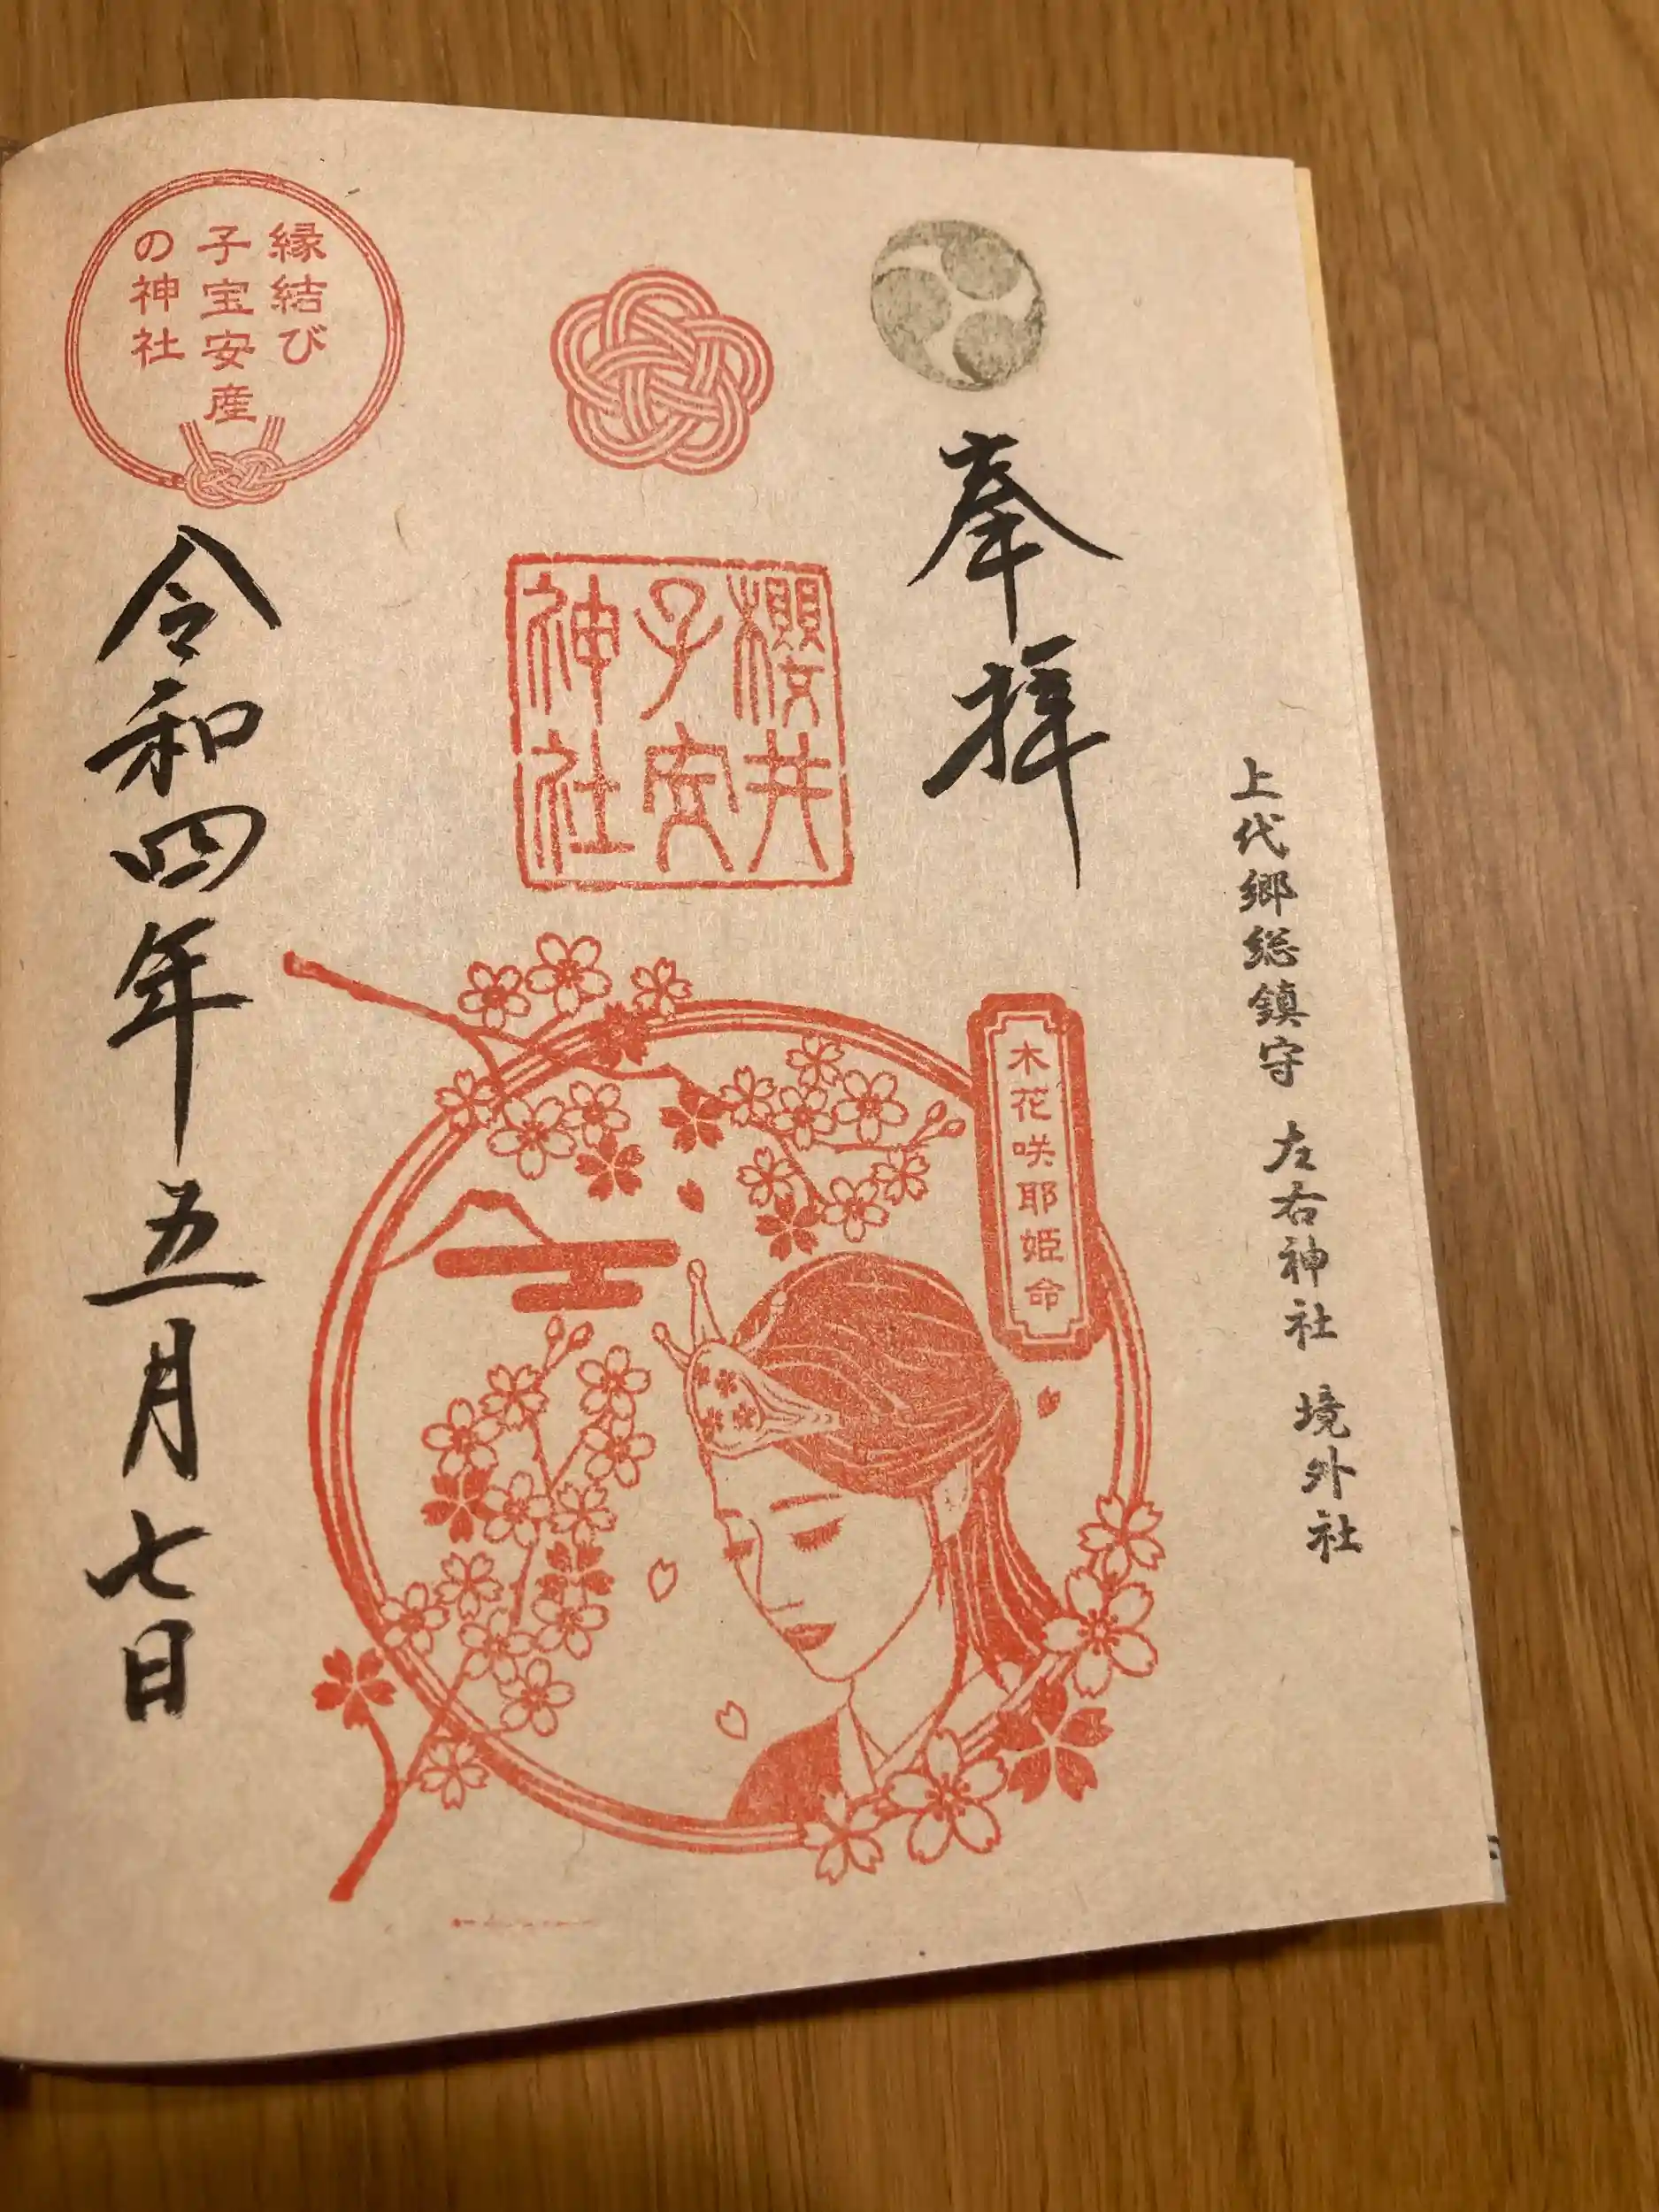 上代郷総鎮守 左右神社 境外社
奉拝
櫻井
子安
神社
木花咲耶姫命
縁結び
子宝安産
の神社
令和四年五月七日